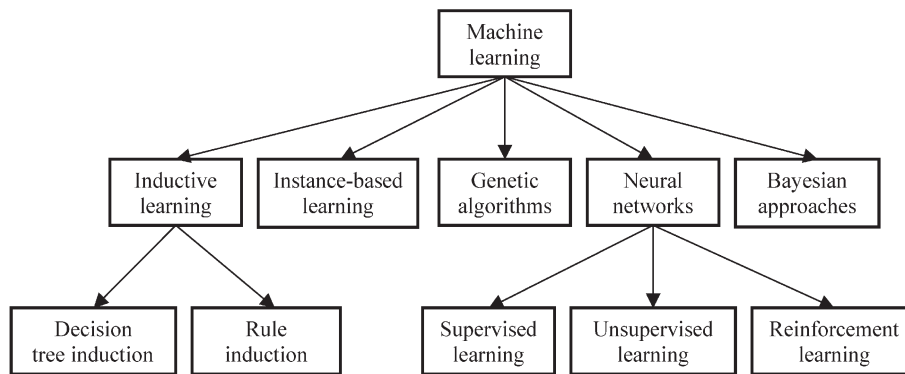 Machine
learning
Inductive
learning
Instance-based
learning
Genetic
algorithms
Neural
networks
Bayesian
approaches
Decision
tree induction
Rule
induction
Supervised
learning
Unsupervised
learning
Reinforcement
learning